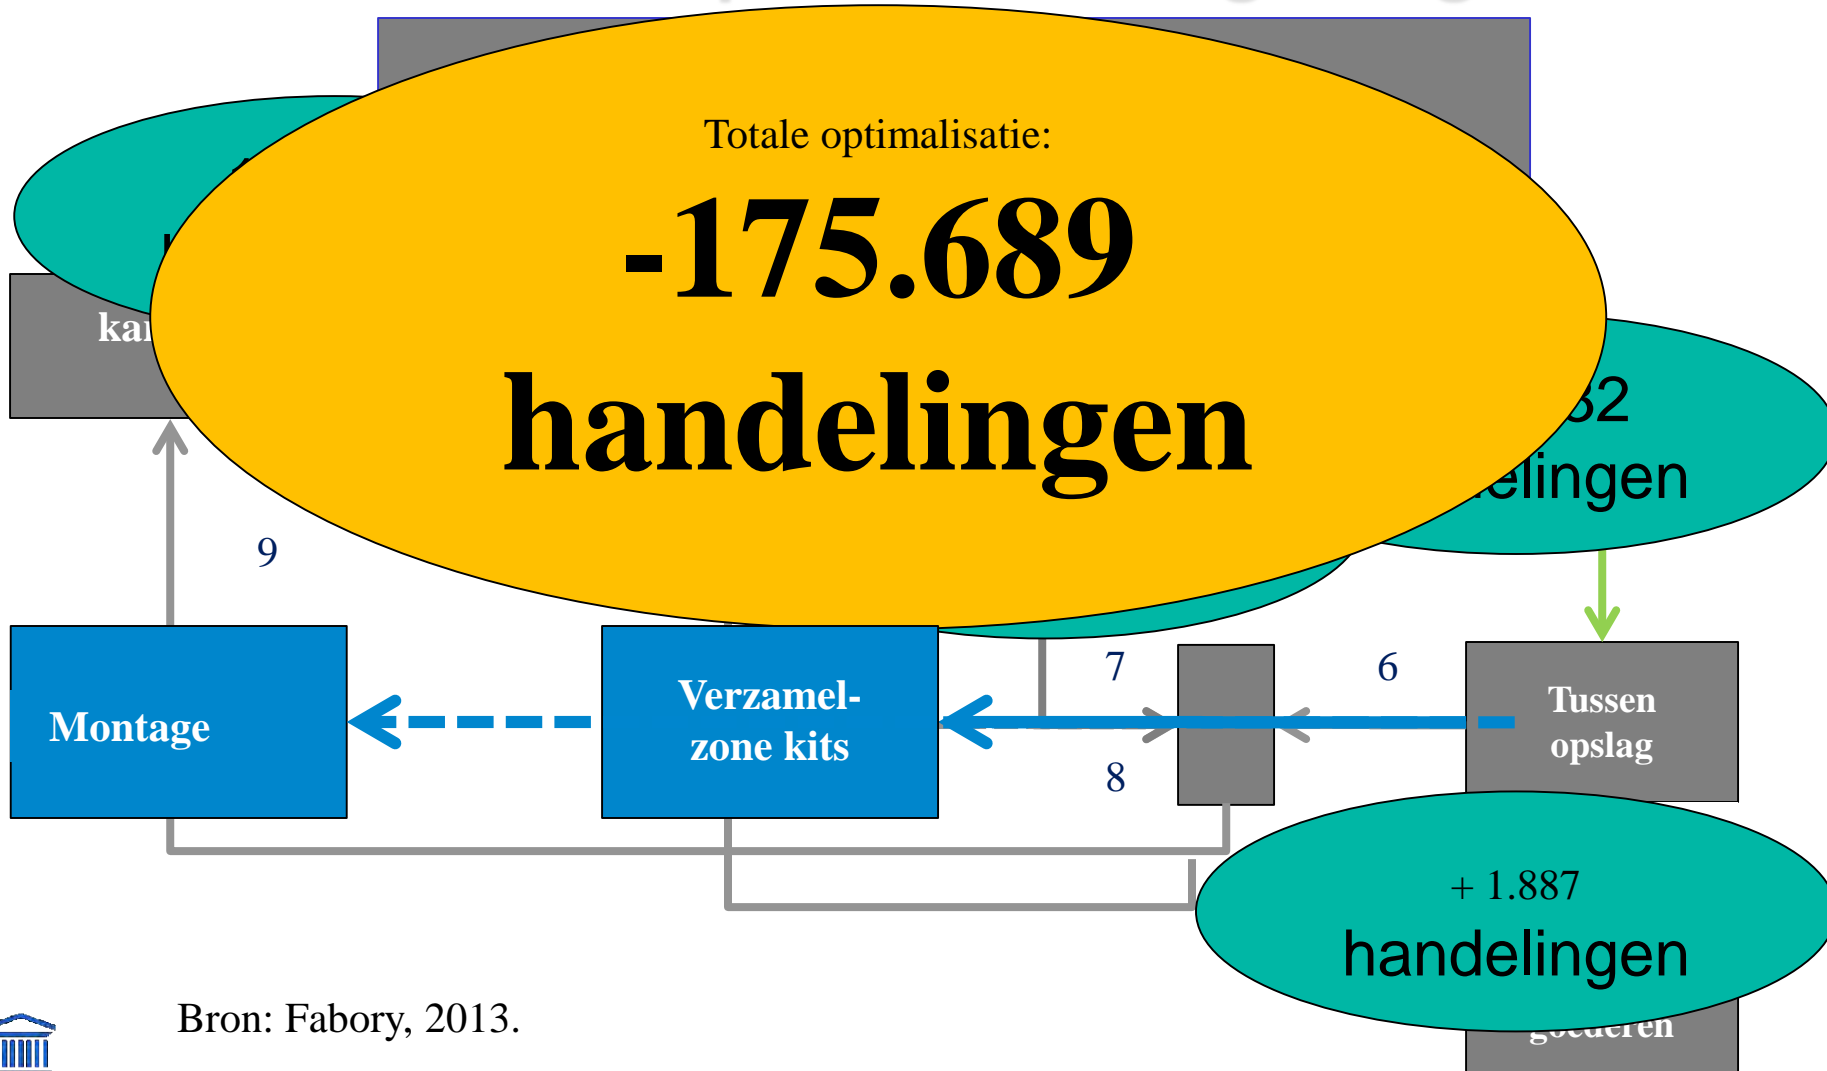 Totale optimalisatie:
-175.689
handelingen
9
7
6
8
Montage
Verzamel-
zone kits
Tussen
opslag
+ 1.887
handelingen
Bron: Fabory, 2013.